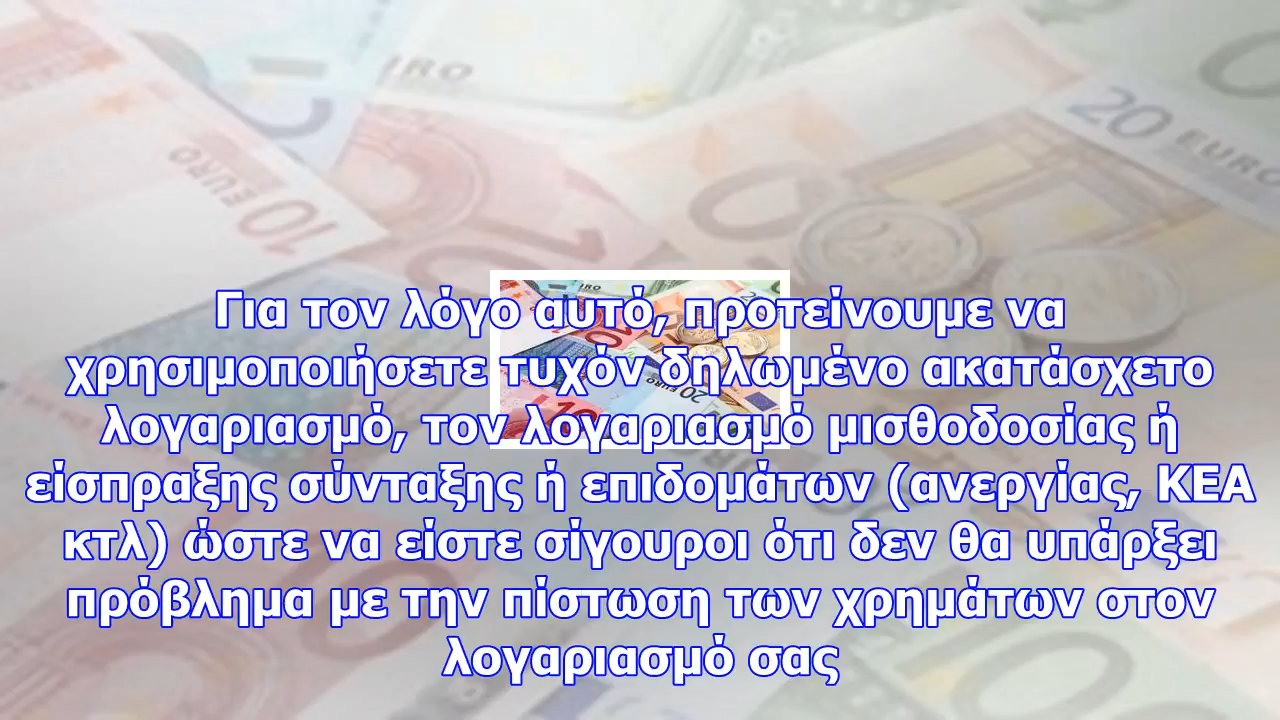 Για τον λόγο αυτό, προτείνουμε να
χρησιμοποιήσετε τυχόν δηλωμένο ακατάσχετο
λογαριασμό, τον λογαριασμό μισθοδοσίας ή
είσπραξης σύνταξης ή επιδομάτων (ανεργίας, ΚΕΑ
κτλ) ώστε να είστε σίγουροι ότι δεν θα υπάρξει
πρόβλημα με την πίστωση των χρημάτων στον
λογαριασμό σας